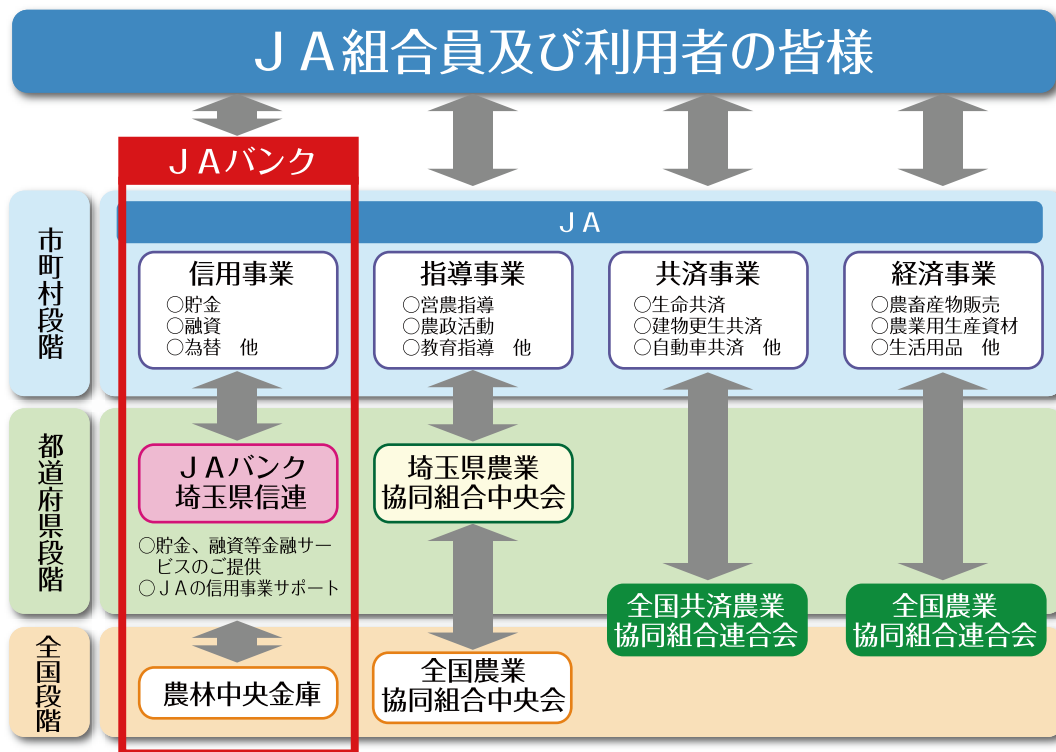 ＪＡ組合員及び利用者の皆様
ＪＡバンク
市町村段階
ＪＡ
信用事業
○貯金
○融資
○為替　他
指導事業
○営農指導
○農政活動
○教育指導　他
共済事業
○生命共済
○建物更生共済
○自動車共済　他
経済事業
○農畜産物販売
○農業用生産資材
○生活用品　他
都道府県段階
ＪＡバンク
埼玉県信連
○貯金、融資等金融サー
ビスのご提供
○ＪＡの信用事業サポート
埼玉県農業
協同組合中央会
全国共済農業
協同組合連合会
全国農業
協同組合連合会
全国段階
農林中央金庫
全国農業
協同組合中央会